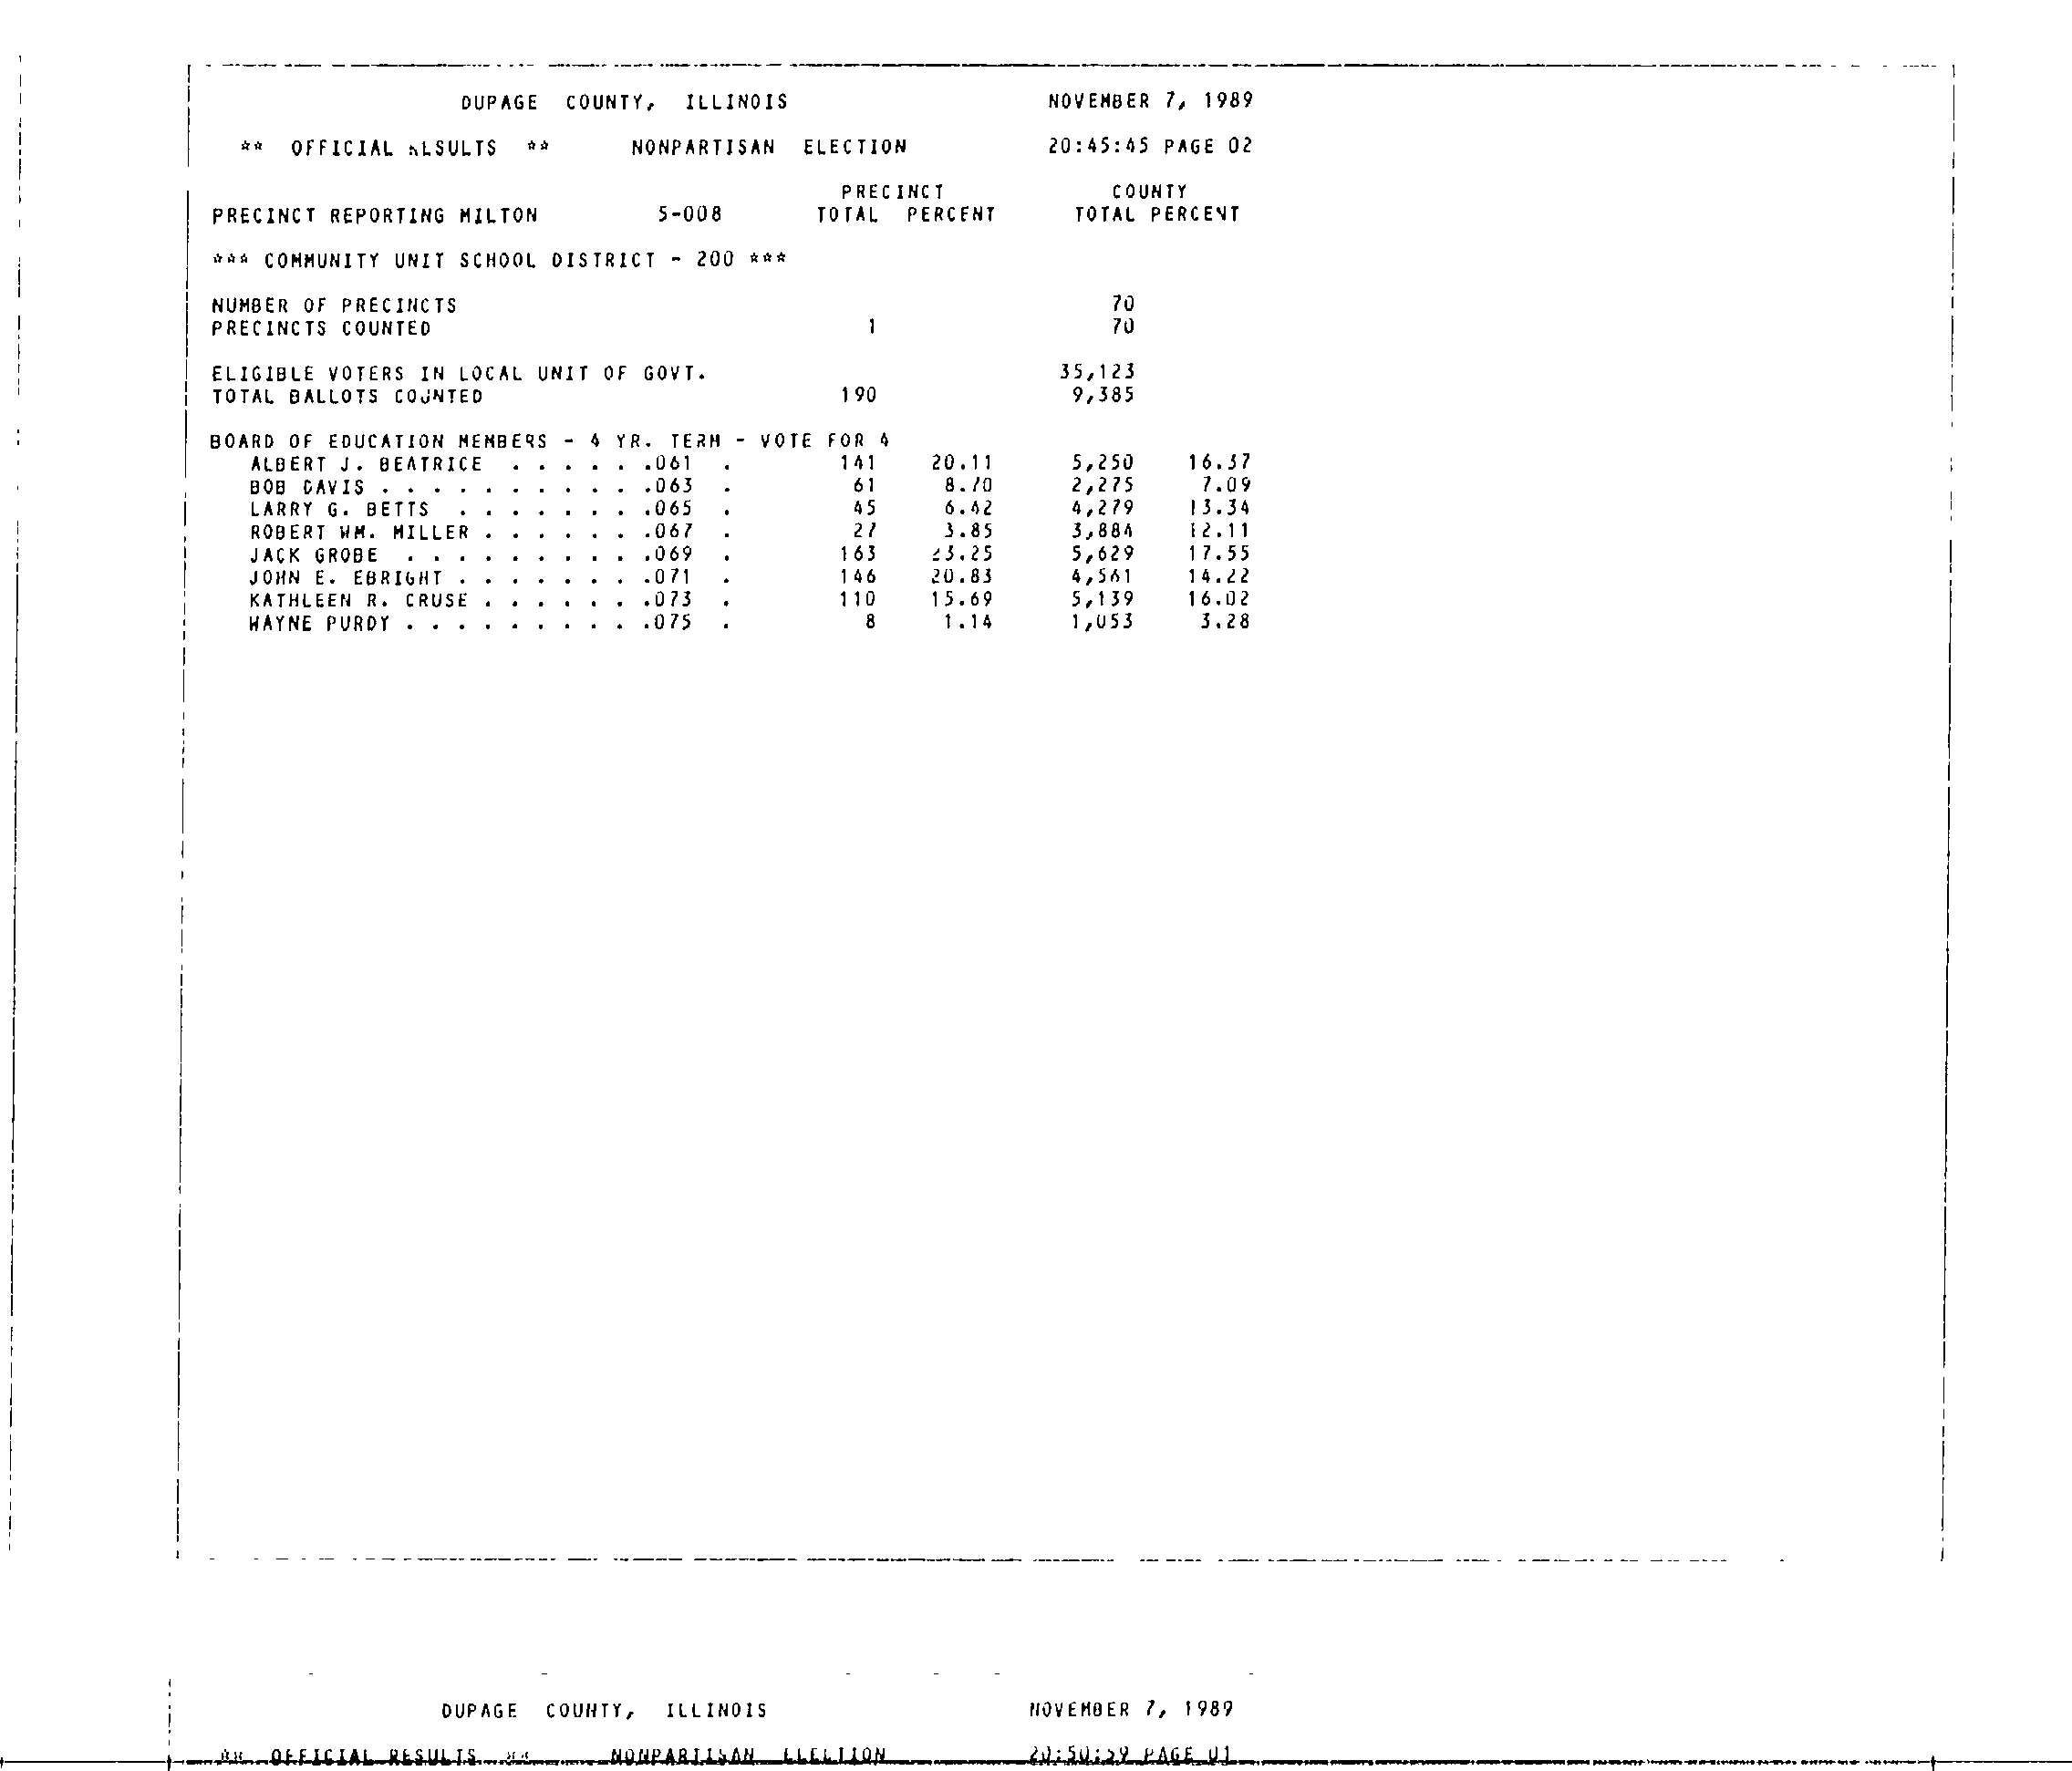 DUPAGE COUNTY, ILLINOIS NOVEMBER 7, 1989
** OFFICIAL RESULTS ** NONPARTISAN ELECTION 20:45:45 PAGE 02
PRECINCT COUNTY
PRECINCT REPORTING MILTON 5-008 TOTAL PERCENT TOTAL PERCENT
*** COMMUNITY UNIT SCHOOL DISTRICT - 200 ***
NUMBER OF PRECINCTS 70
PRECINCTS COUNTED 1 70
ELIGIBLE VOTERS IN LOCAL UNIT OF GOVT. 35,123
TOTAL BALLOTS COUNTED 190 9,385
BOARD OF EDUCATION MEMBERS - 4 YR. TERM - VOTE FOR 4
ALBERT J. BEATRICE . . . . . .061 . 141 20.11 5,250 16.37
BOB DAVIS . . . . . . . . . . .063 . 61 8.70 2,275 7.09
LARRY G. BETTS . . . . . . . .065 . 45 6.42 4,279 13.34
ROBERT WM. MILLER . . . . . . .067 . 27 3.85 3,884 12.11
JACK GROBE . . . . . . . . . .069 . 163 23.25 5,629 17.55
JOHN E. EBRIGHT . . . . . . . .071 . 146 20.83 4,561 14.22
KATHLEEN R. CRUSE . . . . . . .073 . 110 15.69 5,139 16.02
WAYNE PURDY . . . . . . . . . .075 . 8 1.14 1,053 3.28
DUPAGE COUNTY, ILLINOIS NOVEMBER 7, 1989
** OFFICIAL RESULTS ** NONPARTISAN ELECTION 20:50:59 PAGE 01